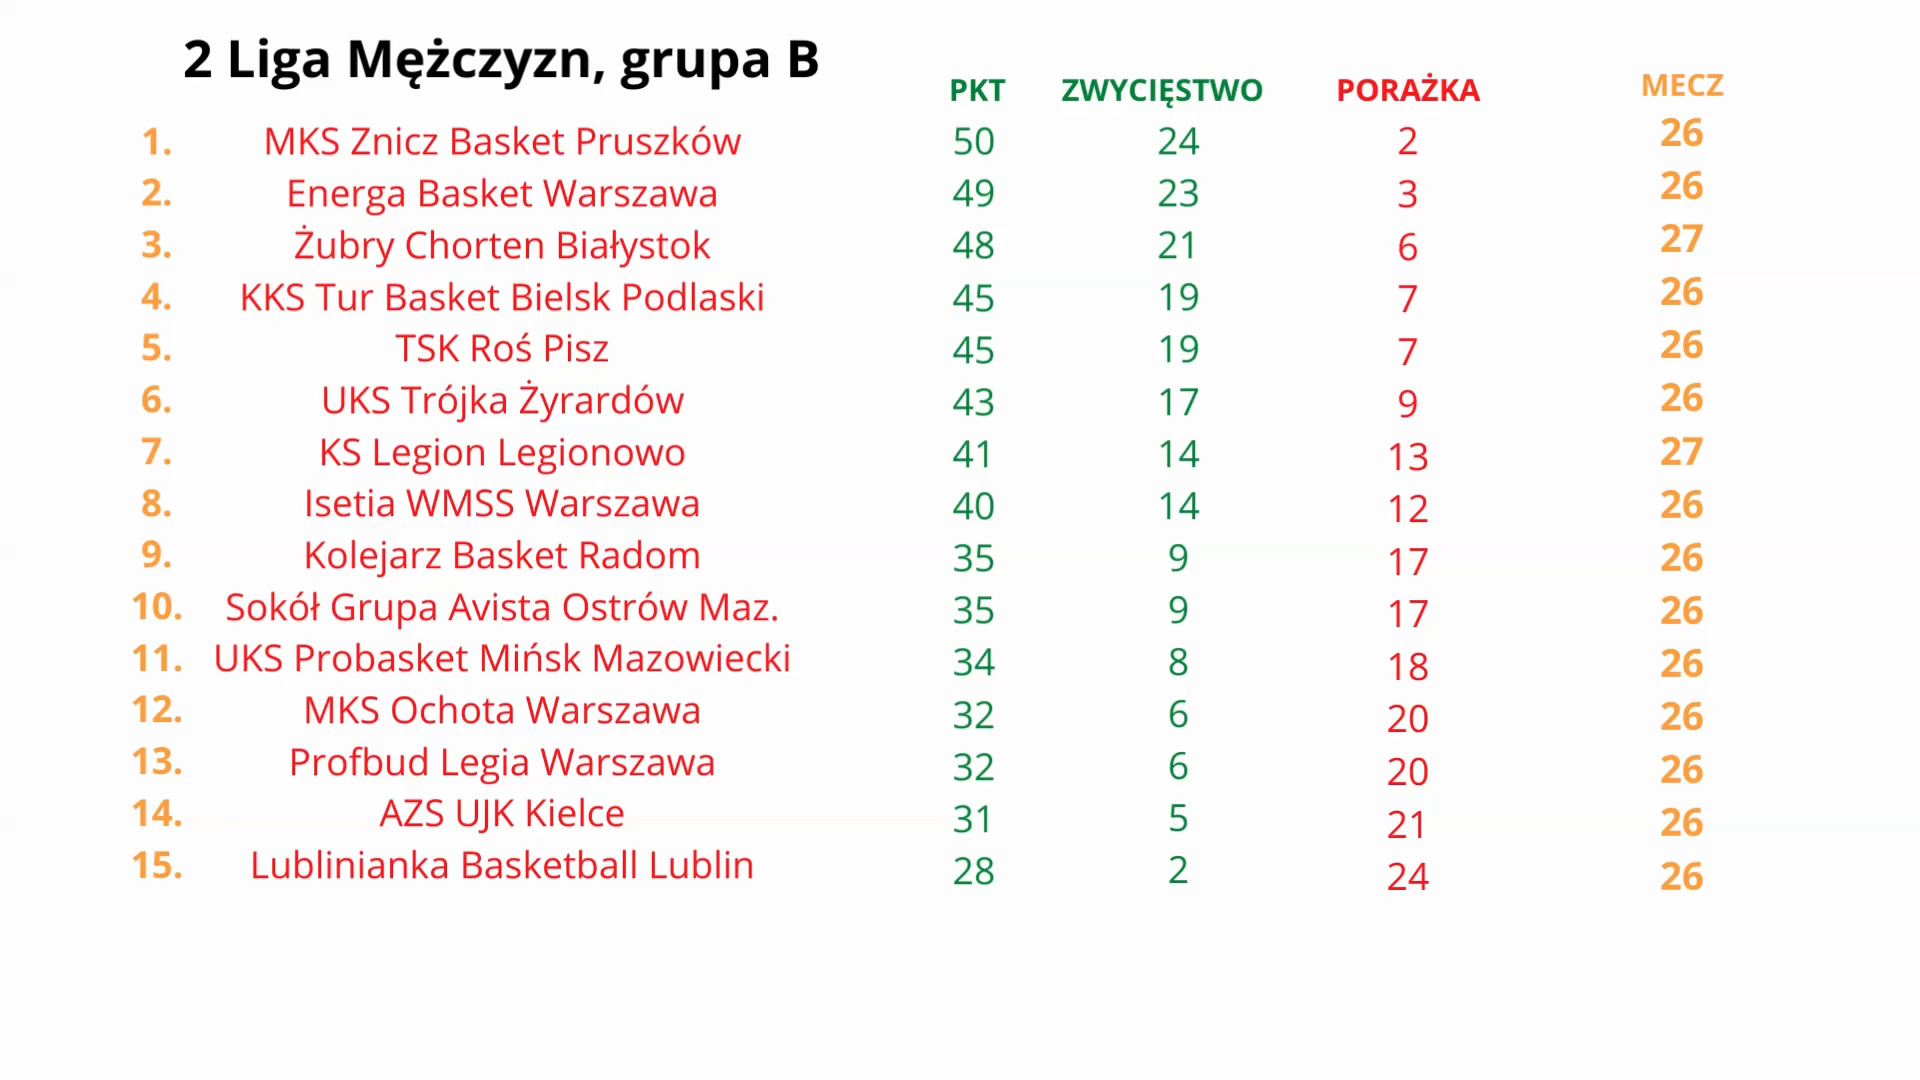 2 Liga Mężczyzn, grupa B
PKT ZWYCIĘSTWO PORAŻKA MECZ
1. MKS Znicz Basket Pruszków 50 24 2 26
2. Energa Basket Warszawa 49 23 3 26
3. Żubry Chorten Białystok 48 21 6 27
4. KKS Tur Basket Bielsk Podlaski 45 19 7 26
5. TSK Roś Pisz 45 19 7 26
6. UKS Trójka Żyrardów 43 17 9 26
7. KS Legion Legionowo 41 14 13 27
8. Isetia WMSS Warszawa 40 14 12 26
9. Kolejarz Basket Radom 35 9 17 26
10. Sokół Grupa Avista Ostrów Maz. 35 9 17 26
11. UKS Probasket Mińsk Mazowiecki 34 8 18 26
12. MKS Ochota Warszawa 32 6 20 26
13. Profbud Legia Warszawa 32 6 20 26
14. AZS UJK Kielce 31 5 21 26
15. Lublinianka Basketball Lublin 28 2 24 26